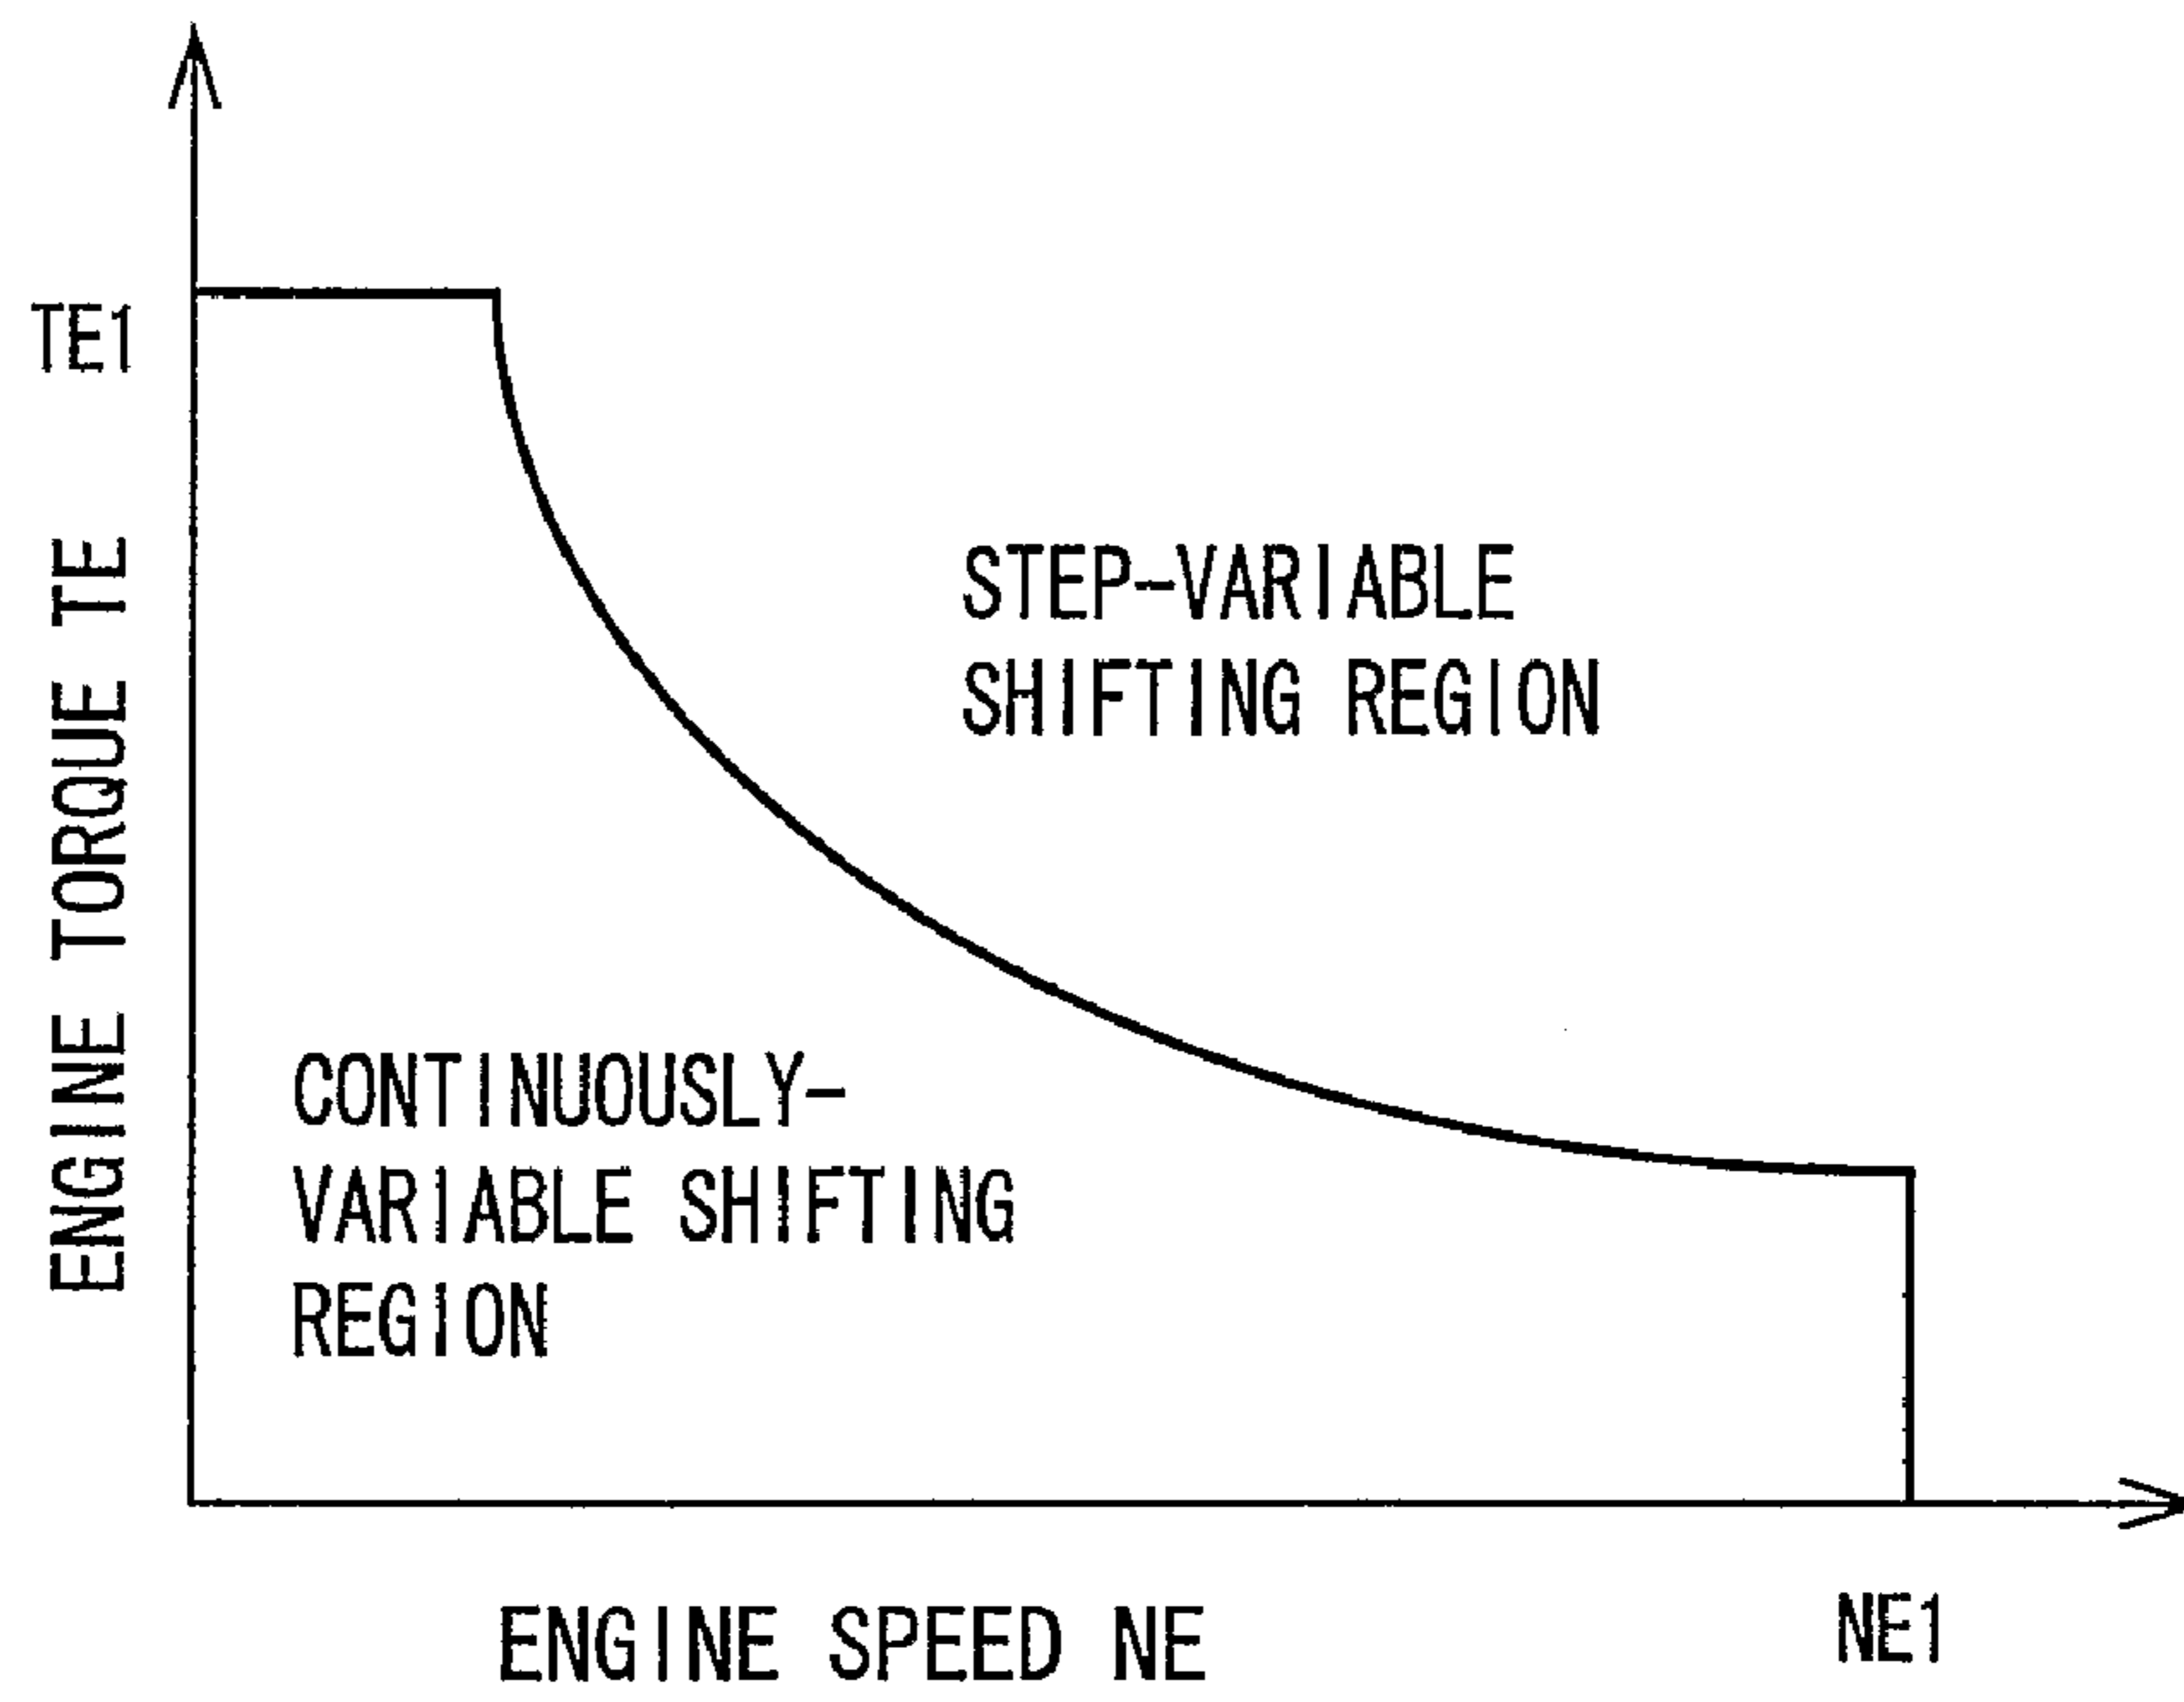 TE1
ENGINE TORQUE TE
STEP-VARIABLE
SHIFTING REGION
CONTINUOUSLY-
VARIABLE SHIFTING
REGION
ENGINE SPEED NE
NE1